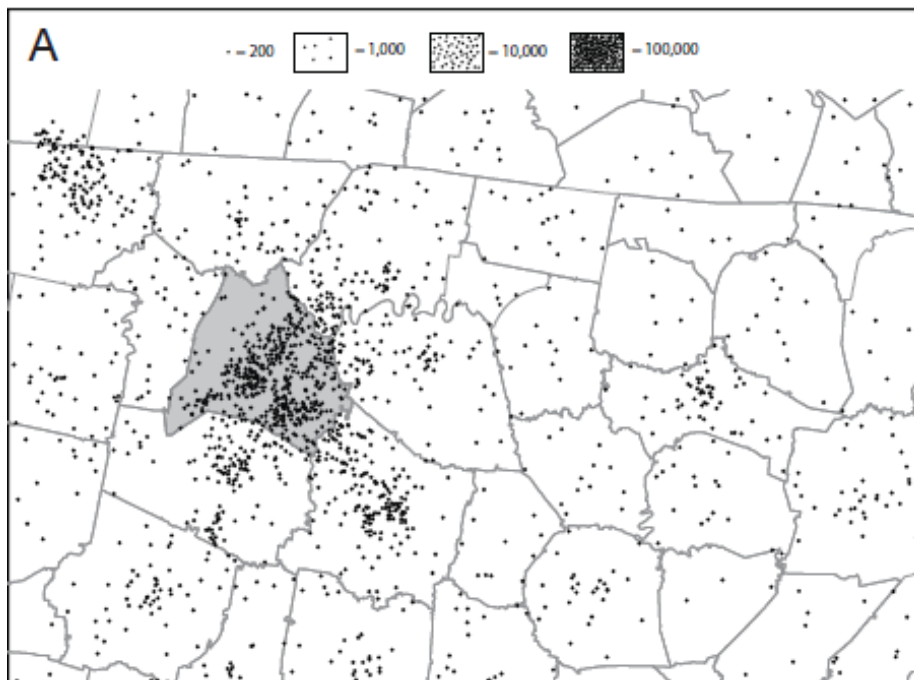 A
= 200
= 1,000
= 10,000
= 100,000